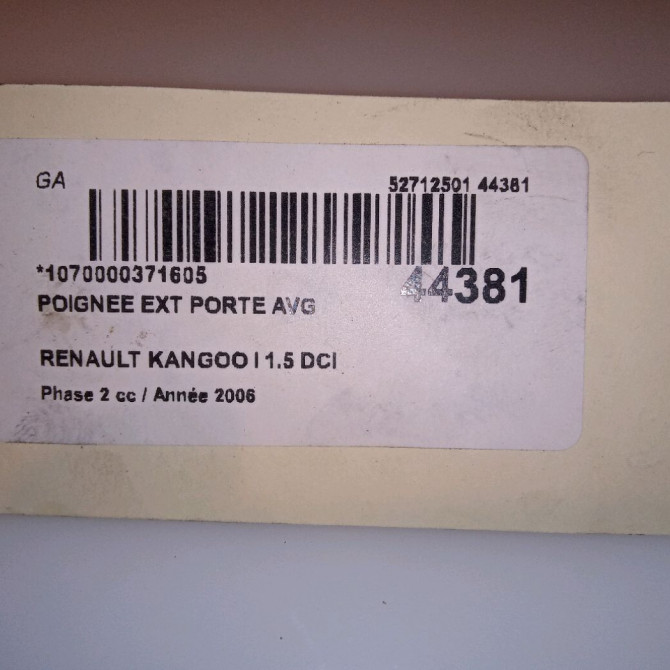 GA 52712501 44381
*1070000371605 44381
POIGNEE EXT PORTE AVG
RENAULT KANGOO I 1.5 DCI
Phase 2 cc / Année 2006